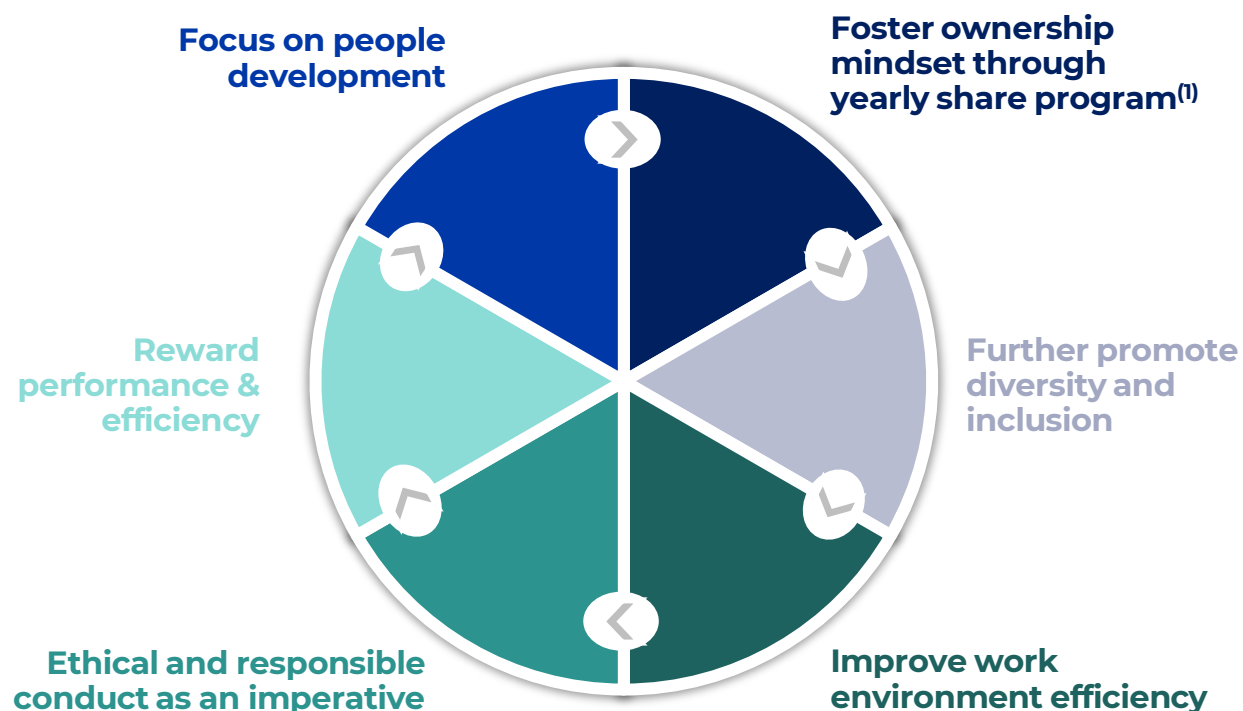 Focus on people
development
Foster ownership
mindset through
yearly share program(1)
Reward
performance &
efficiency
Further promote
diversity and
inclusion
Ethical and responsible
conduct as an imperative
Improve work
environment efficiency